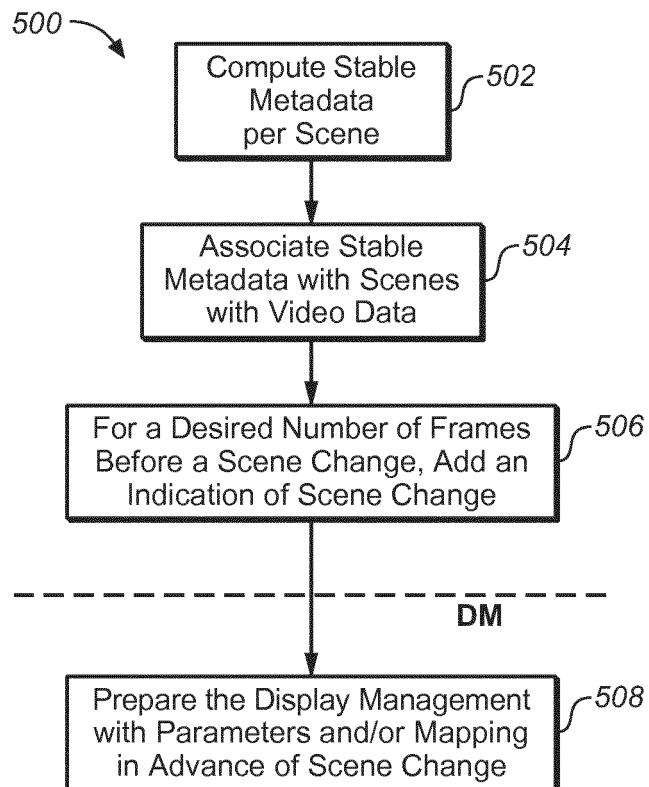 500
Compute Stable
Metadata
per Scene
502
Associate Stable
Metadata with Scenes
with Video Data
504
For a Desired Number of Frames
Before a Scene Change, Add an
Indication of Scene Change
506
DM
Prepare the Display Management
with Parameters and/or Mapping
in Advance of Scene Change
508